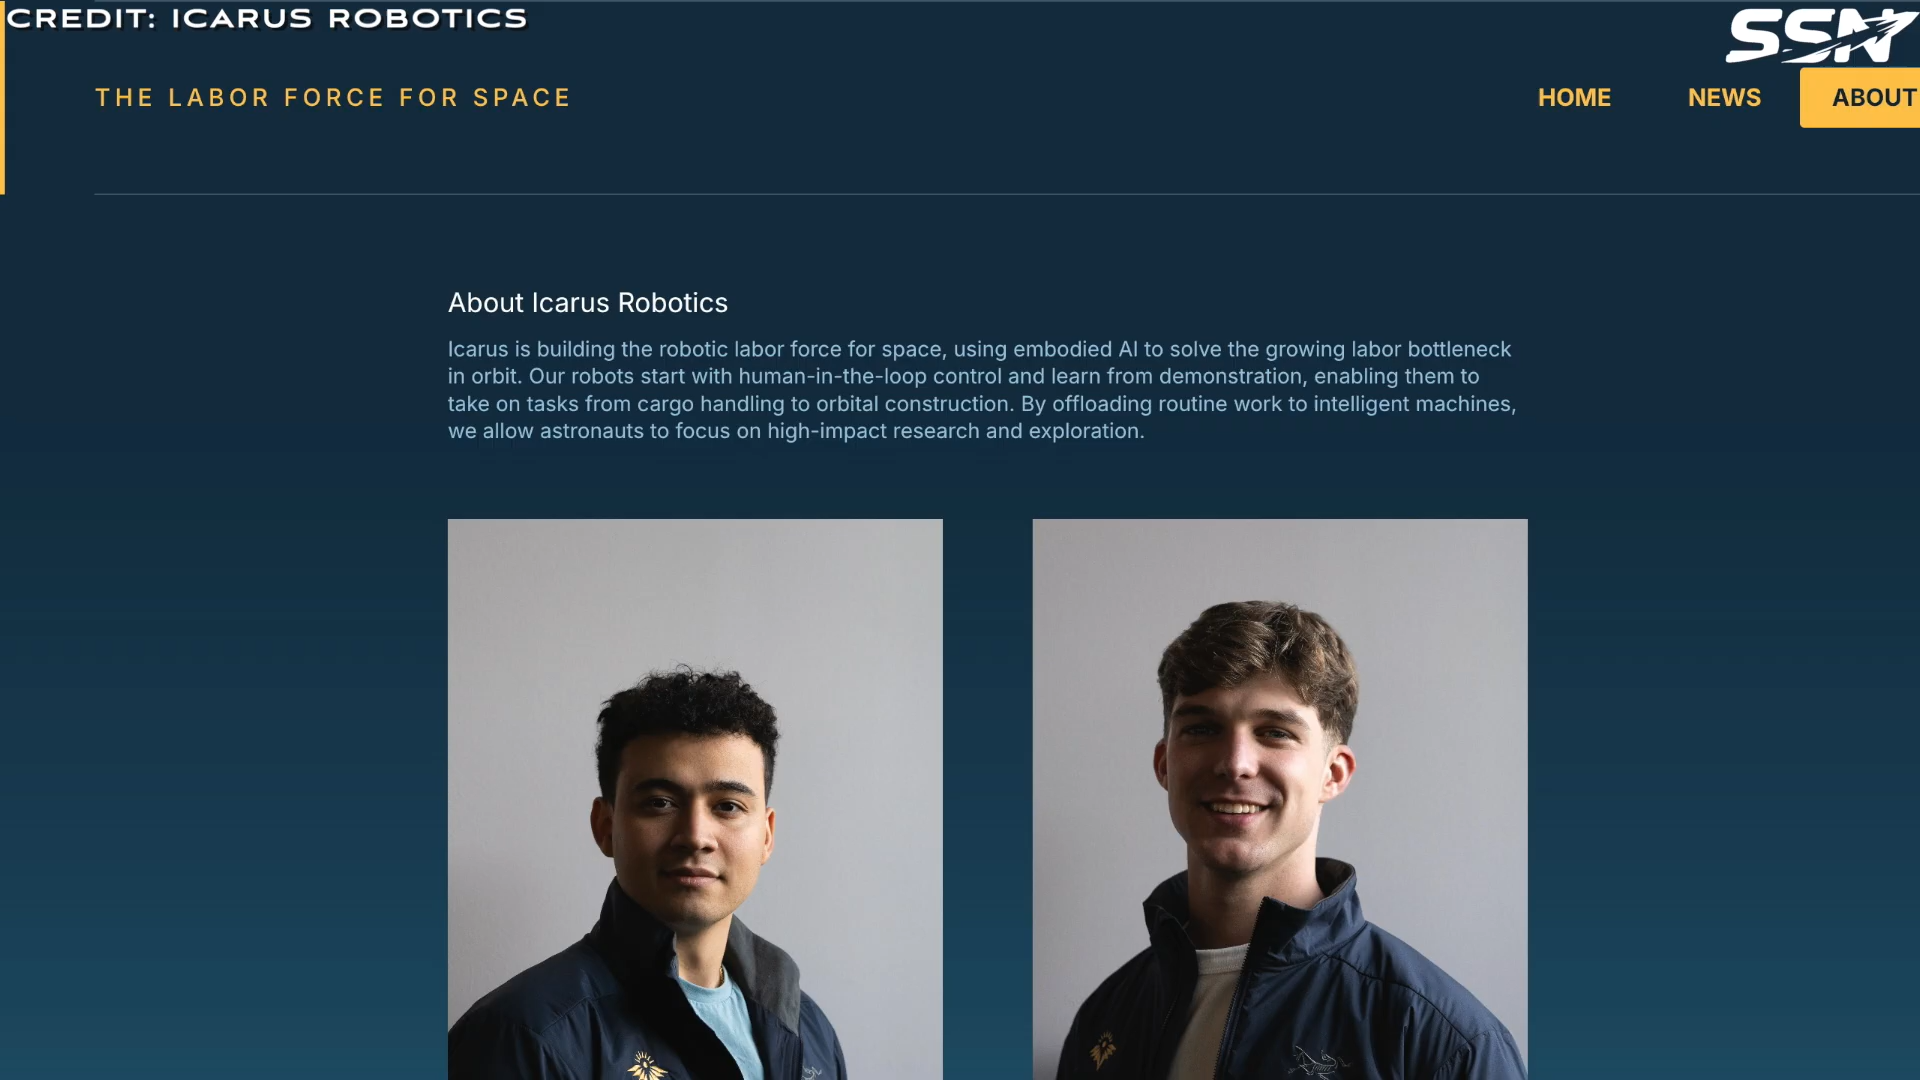 CREDIT: ICARUS ROBOTICS
SSN
THE LABOR FORCE FOR SPACE
HOME
NEWS
ABOUT
About Icarus Robotics
Icarus is building the robotic labor force for space, using embodied AI to solve the growing labor bottleneck
in orbit. Our robots start with human-in-the-loop control and learn from demonstration, enabling them to
take on tasks from cargo handling to orbital construction. By offloading routine work to intelligent machines,
we allow astronauts to focus on high-impact research and exploration.